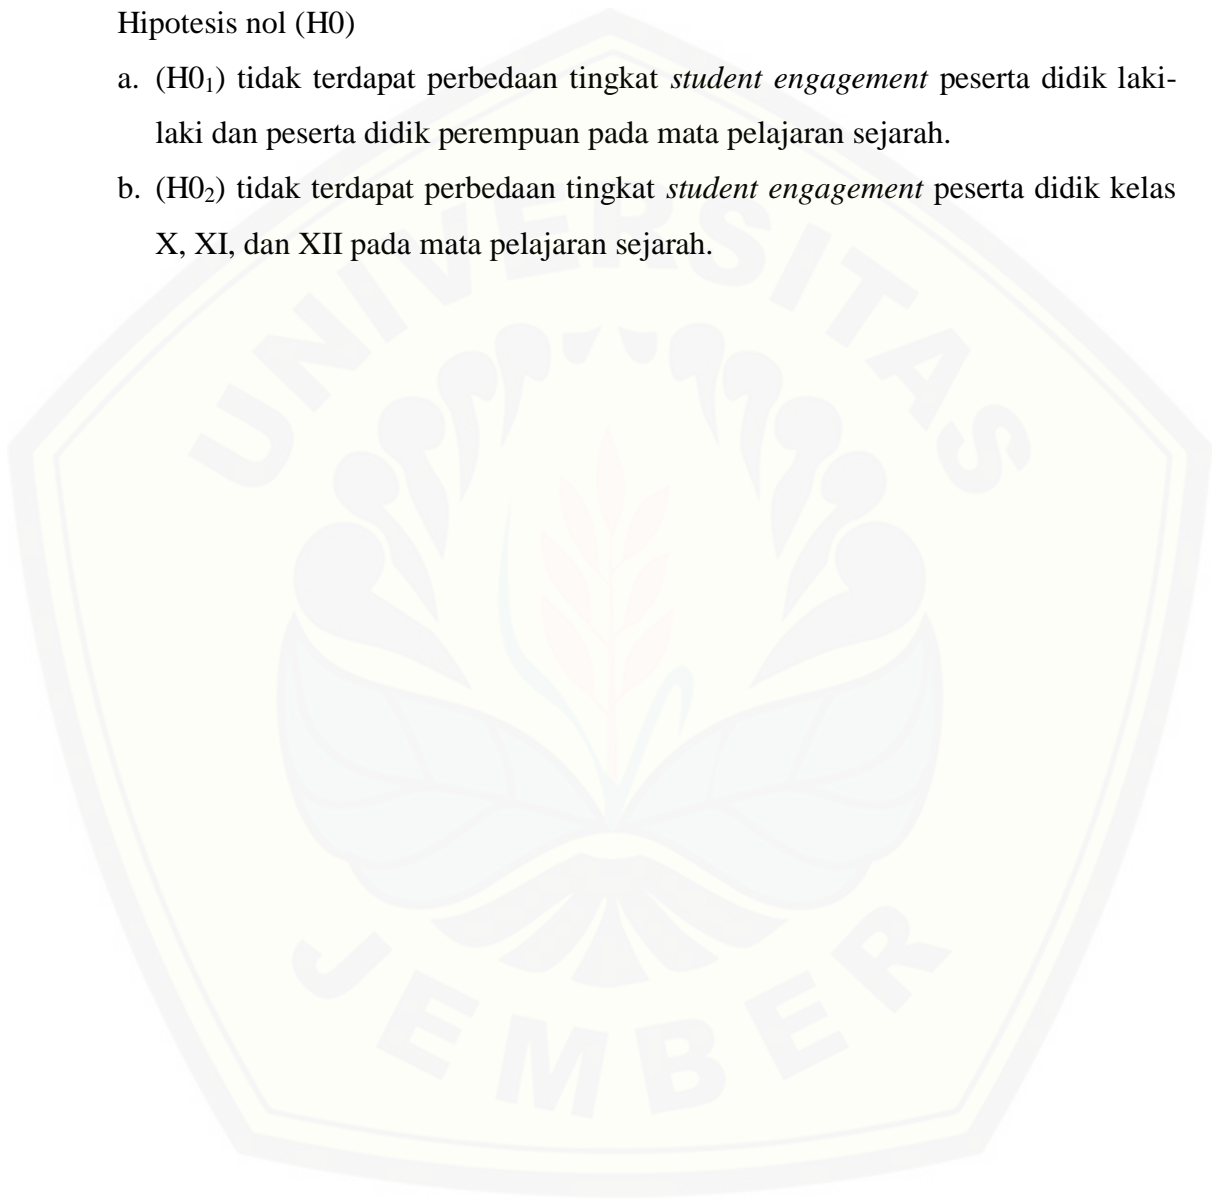 Hipotesis nol (H0)
a. (H0₁) tidak terdapat perbedaan tingkat student engagement peserta didik laki-
laki dan peserta didik perempuan pada mata pelajaran sejarah.
b. (H0₂) tidak terdapat perbedaan tingkat student engagement peserta didik kelas
X, XI, dan XII pada mata pelajaran sejarah.
UNIVERSITAS
JEMBER